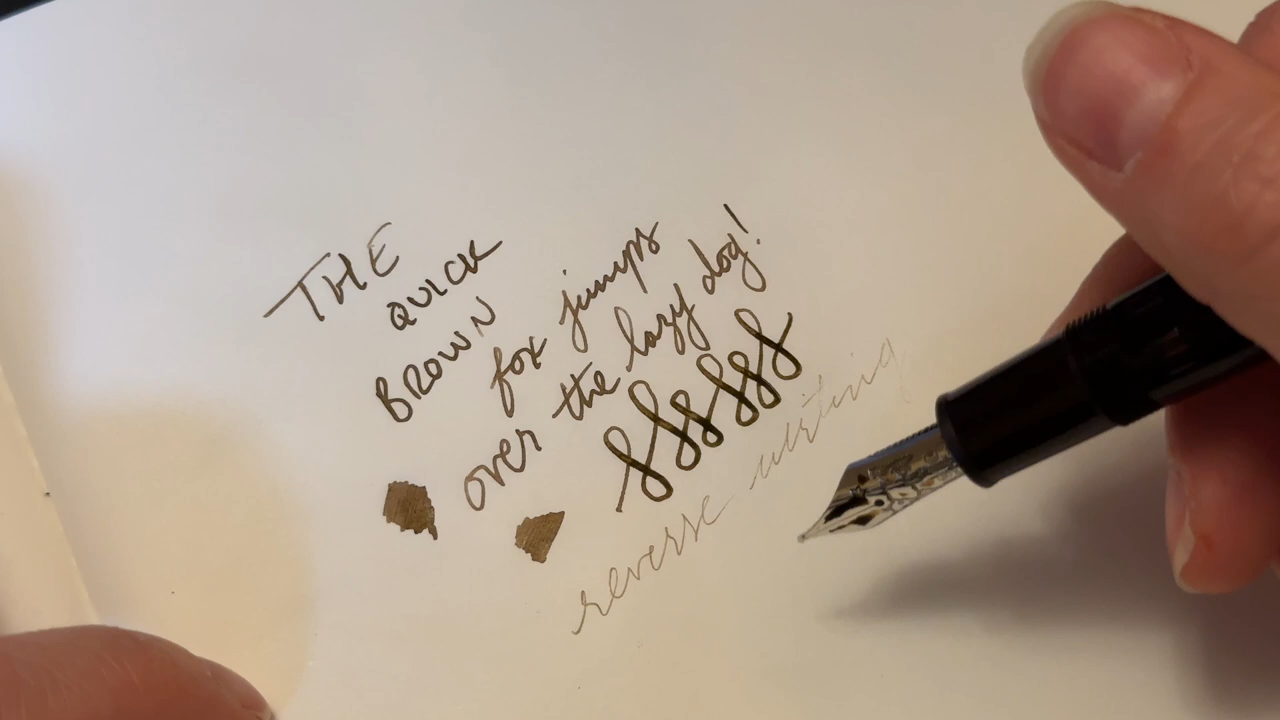 THE
QUICK
BROWN
fox jumps
over the lazy dog!
reverse writing